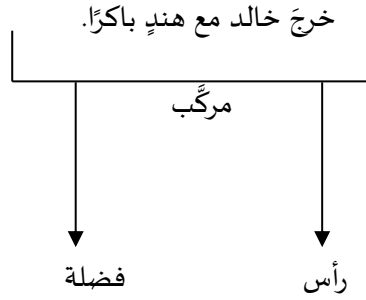 خرجَ خالد مع هندٍ باكرًا.
مركَّب
رأس فضلة